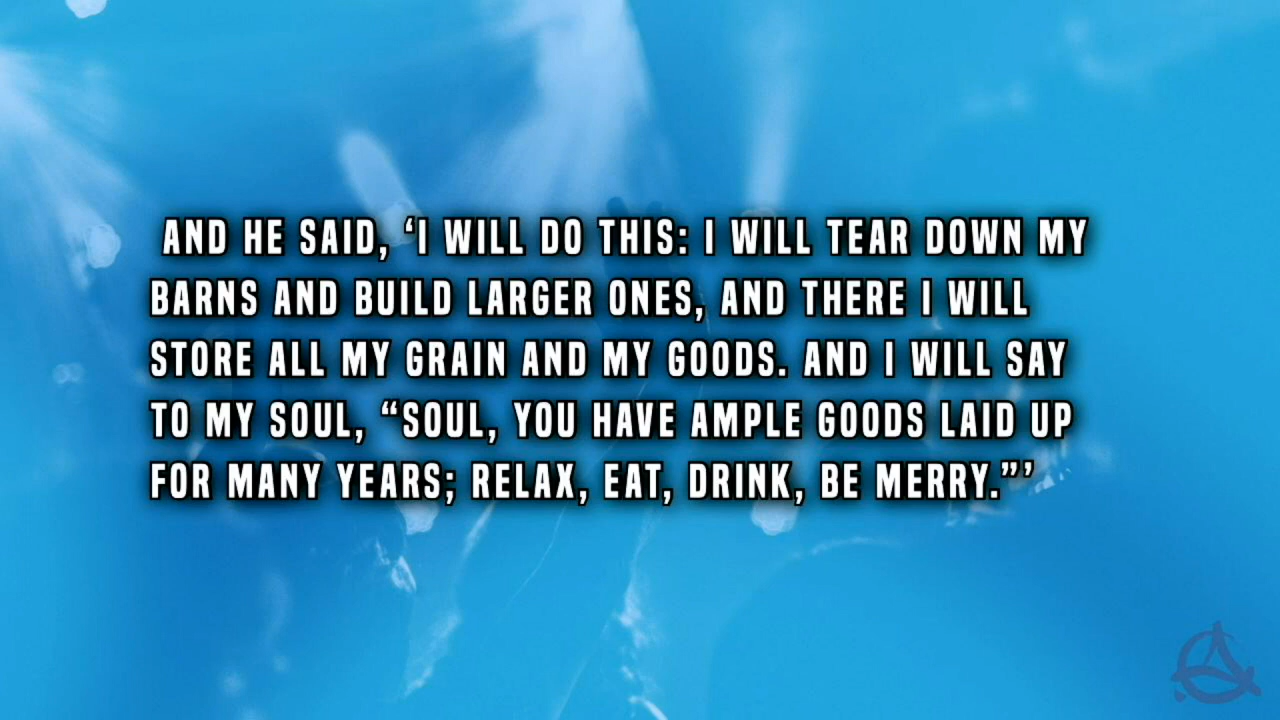 AND HE SAID, ‘I WILL DO THIS: I WILL TEAR DOWN MY
BARNS AND BUILD LARGER ONES, AND THERE I WILL
STORE ALL MY GRAIN AND MY GOODS. AND I WILL SAY
TO MY SOUL, “SOUL, YOU HAVE AMPLE GOODS LAID UP
FOR MANY YEARS; RELAX, EAT, DRINK, BE MERRY.”’